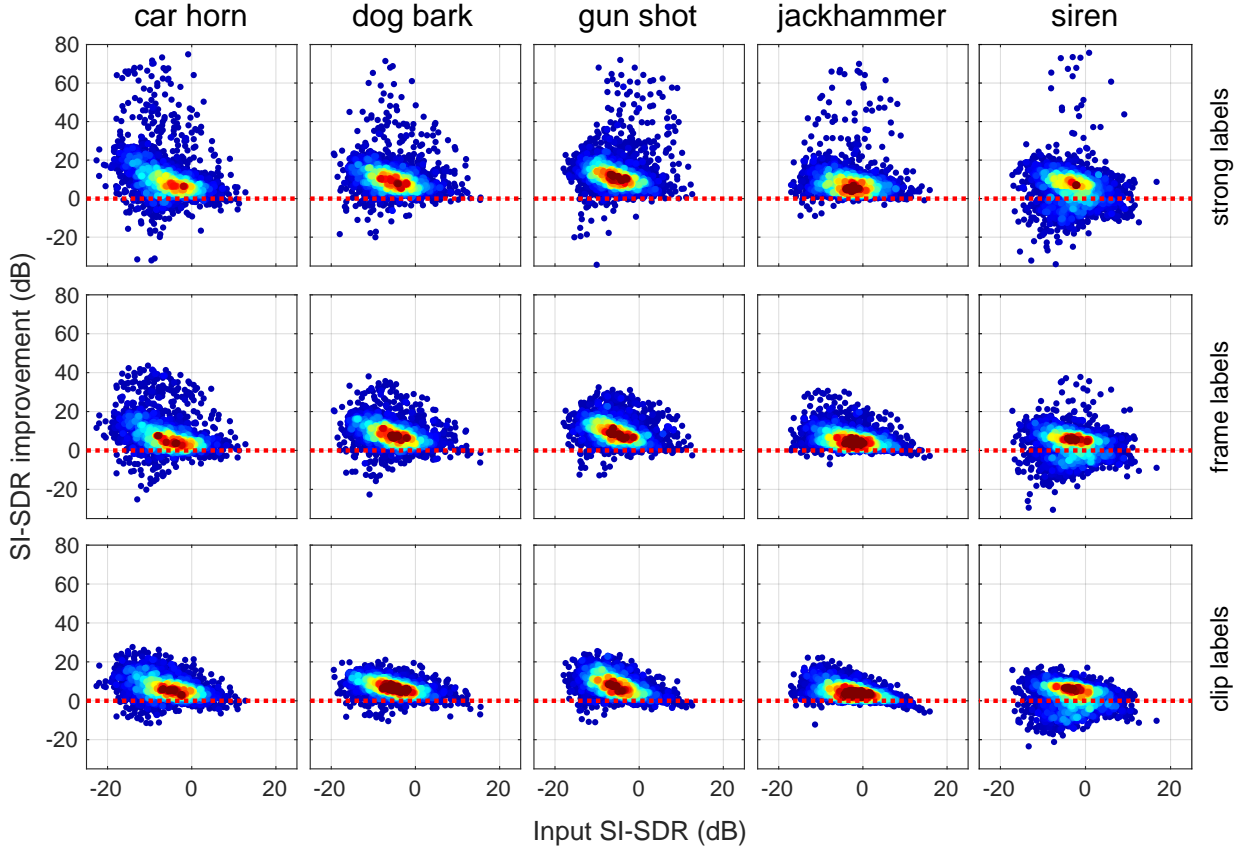 car horn dog bark gun shot jackhammer siren
80
60
40
20
0
-20
strong labels
80
60
40
20
0
-20
frame labels
80
60
40
20
0
-20
clip labels
SI-SDR improvement (dB)
-20 0 20 -20 0 20 -20 0 20 -20 0 20 -20 0 20
Input SI-SDR (dB)